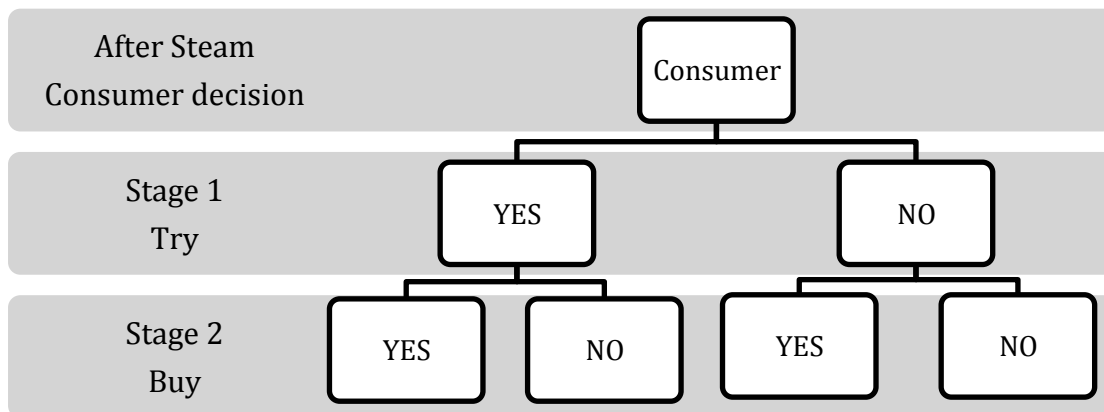 After Steam
Consumer decision
Consumer
Stage 1
Try
YES
NO
Stage 2
Buy
YES
NO
YES
NO